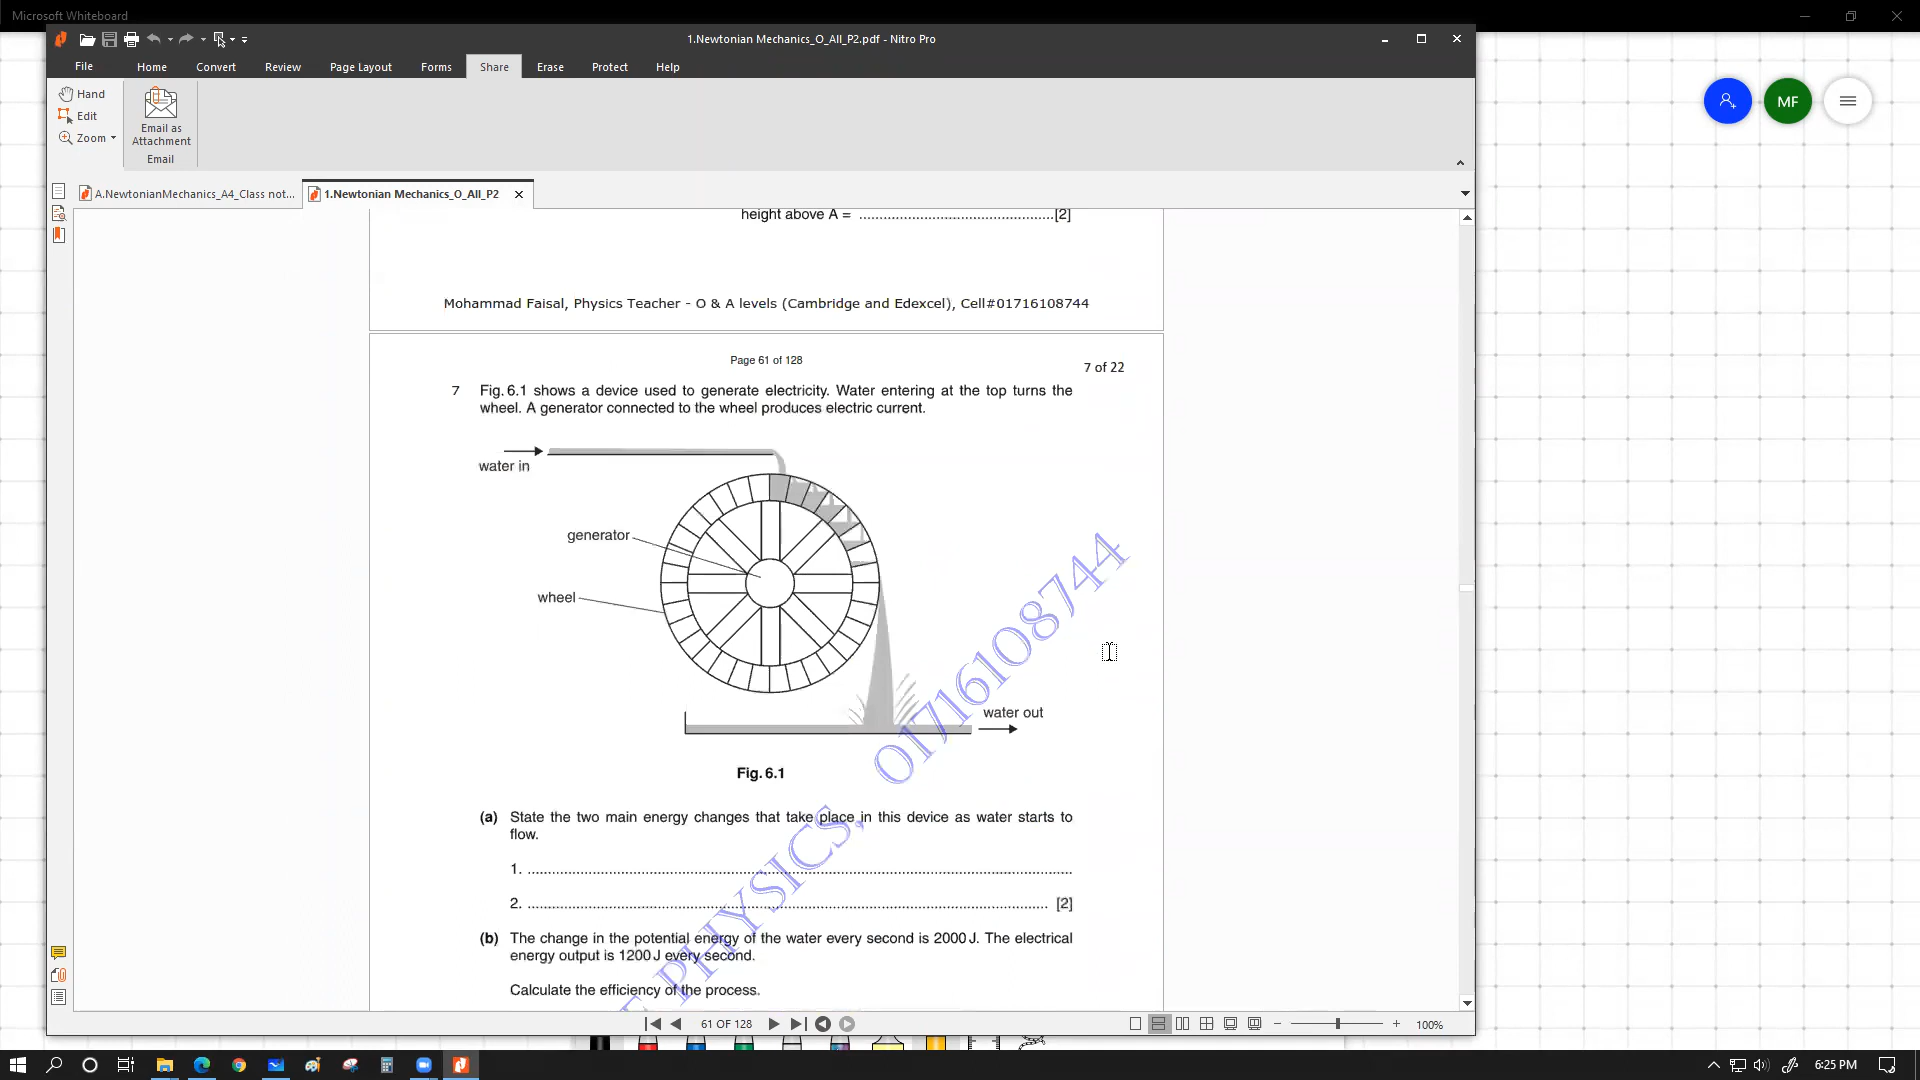 Microsoft Whiteboard
1.Newtonian Mechanics_O_All_P2.pdf - Nitro Pro
File
Home
Convert
Review
Page Layout
Forms
Share
Erase
Protect
Help
Hand
Edit
Zoom
Email as
Attachment
Email
MF
A.NewtonianMechanics_A4_Class not...
1.Newtonian Mechanics_O_All_P2
height above A = ................................................[2]
Mohammad Faisal, Physics Teacher - O & A levels (Cambridge and Edexcel), Cell#01716108744
Page 61 of 128
7 of 22
7 Fig. 6.1 shows a device used to generate electricity. Water entering at the top turns the
wheel. A generator connected to the wheel produces electric current.
water in
generator
wheel
water out
Fig. 6.1
(a) State the two main energy changes that take place in this device as water starts to
flow.
1. ....................................................................................................................................
2. .............................................................................................................................. [2]
(b) The change in the potential energy of the water every second is 2000 J. The electrical
energy output is 1200 J every second.
Calculate the efficiency of the process.
PHYSICS, 01716108744
61 OF 128
100%
6:25 PM